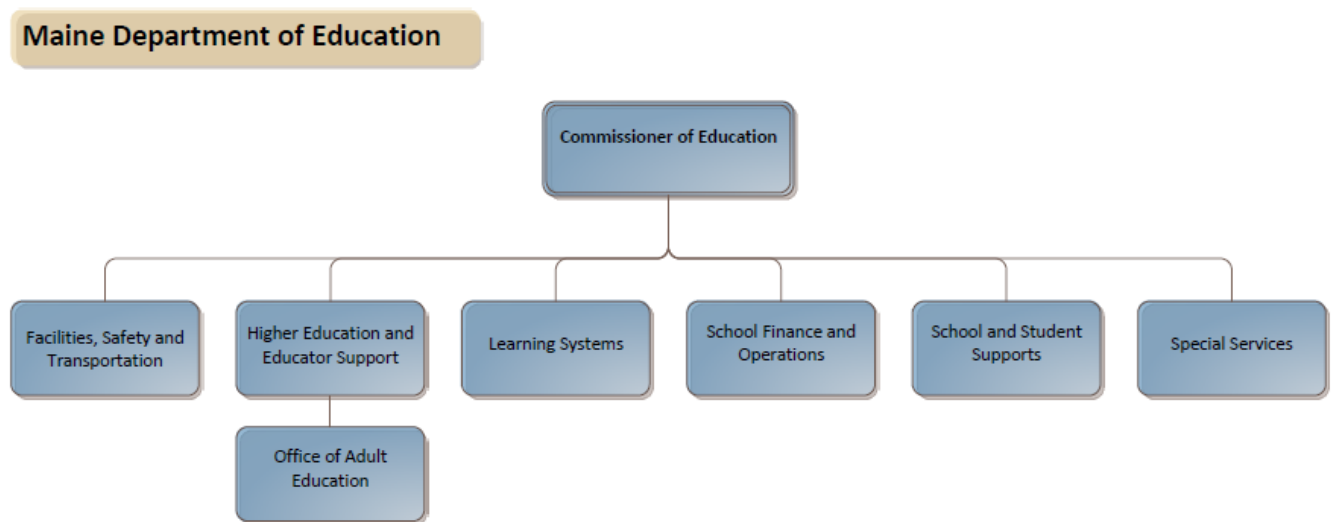 Maine Department of Education
Commissioner of Education
Facilities, Safety and
Transportation
Higher Education and
Educator Support
Learning Systems
School Finance and
Operations
School and Student
Supports
Special Services
Office of Adult
Education